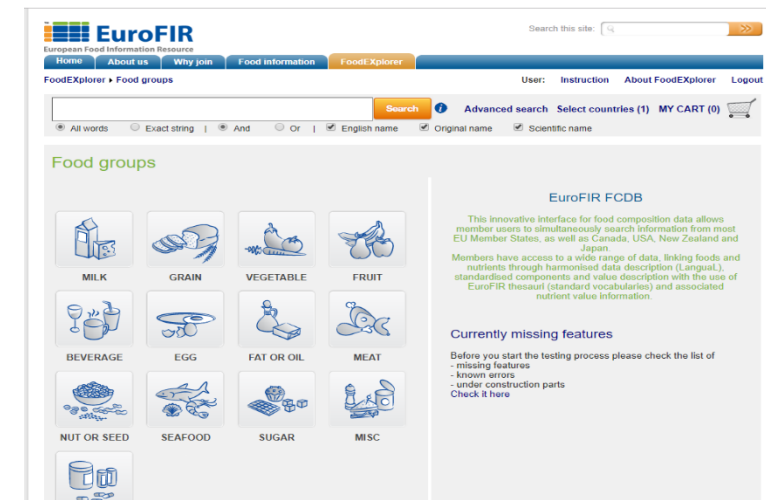 EuroFIR
European Food Information Resource
Search this site:
>>
Home About us Why join Food information FoodEXplorer
FoodEXplorer ▸ Food groups
User: Instruction About FoodEXplorer Logout
Search
Advanced search Select countries (1) MY CART (0)
All words Exact string | And Or | English name Original name Scientific name
Food groups
MILK GRAIN VEGETABLE FRUIT
BEVERAGE EGG FAT OR OIL MEAT
NUT OR SEED SEAFOOD SUGAR MISC
EuroFIR FCDB
This innovative interface for food composition data allows
member users to simultaneously search information from most
EU Member States, as well as Canada, USA, New Zealand and
Japan.
Members have access to a wide range of data, linking foods and
nutrients through harmonised data description (LanguaL),
standardised components and value description with the use of
EuroFIR thesauri (standard vocabularies) and associated
nutrient value information.
Currently missing features
Before you start the testing process please check the list of
- missing features
- known errors
- under construction parts
Check it here